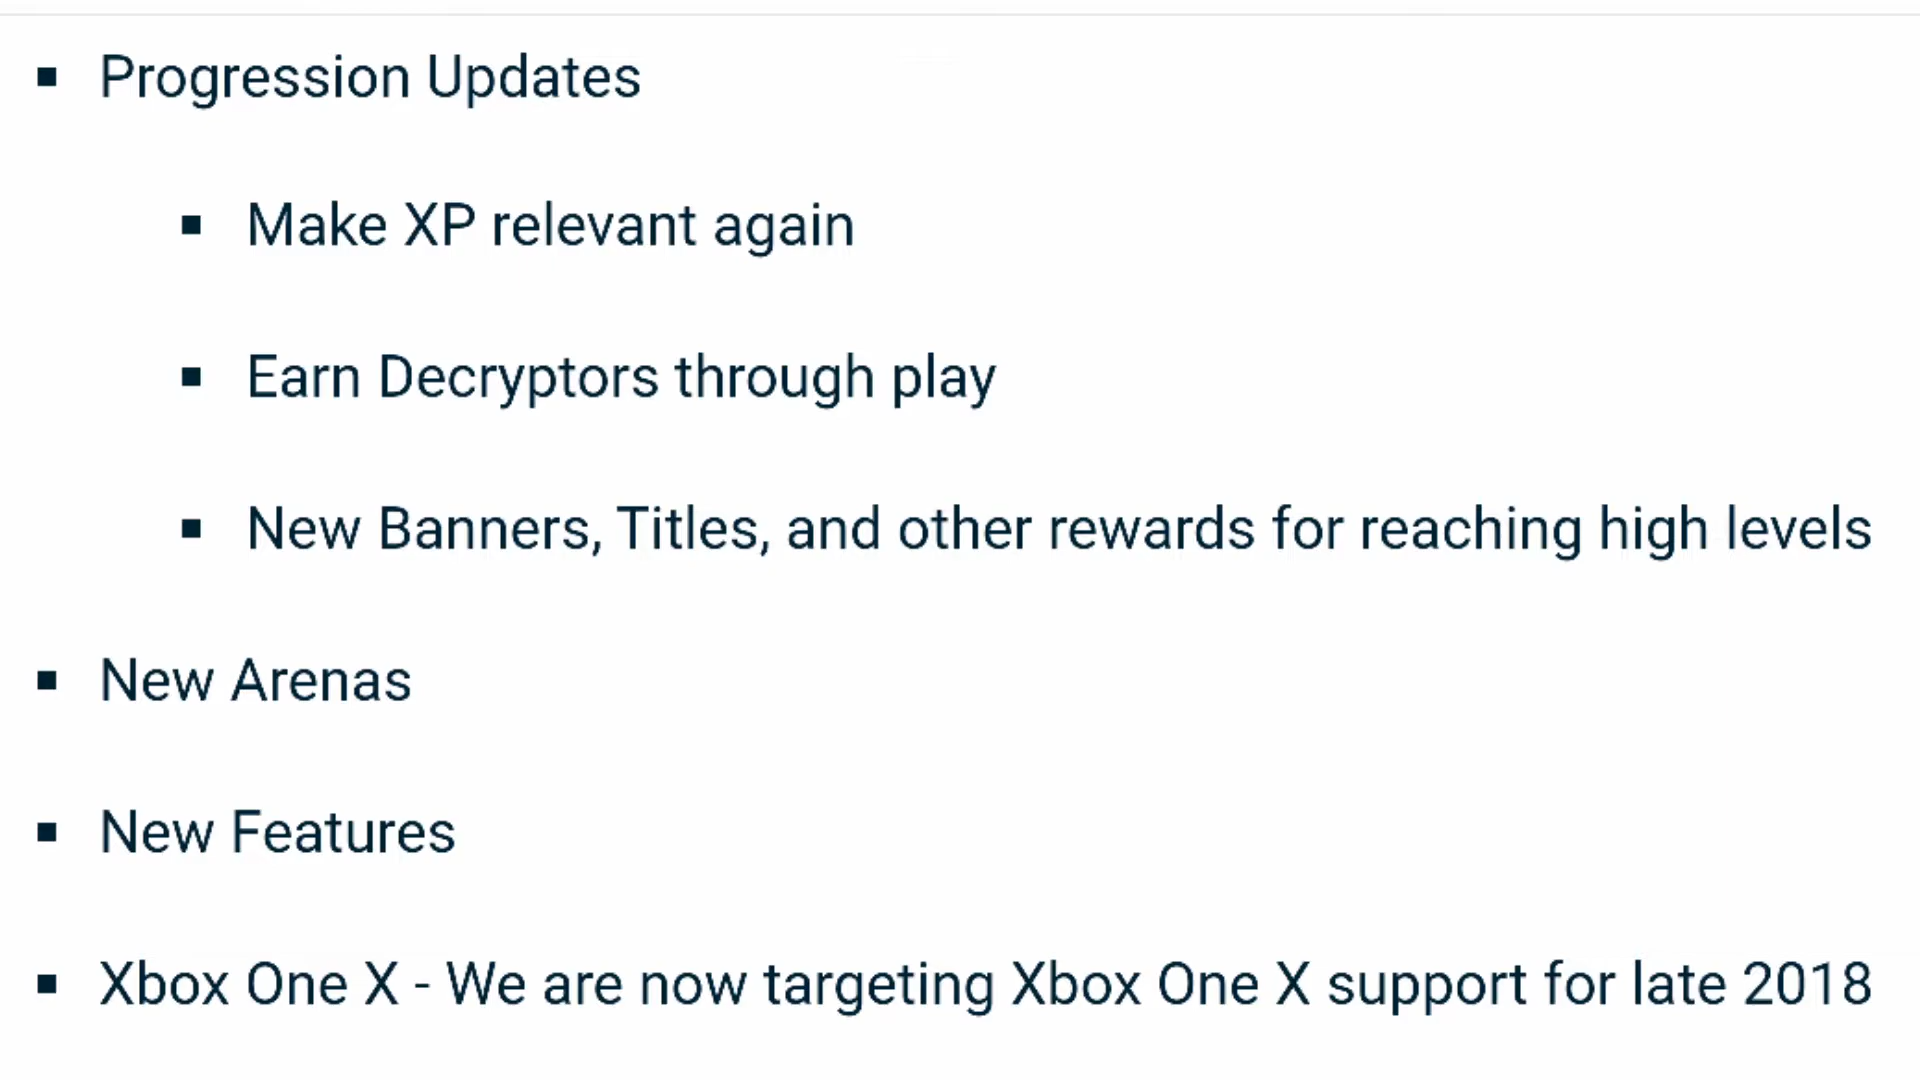 Progression Updates
Make XP relevant again
Earn Decryptors through play
New Banners, Titles, and other rewards for reaching high levels
New Arenas
New Features
Xbox One X - We are now targeting Xbox One X support for late 2018